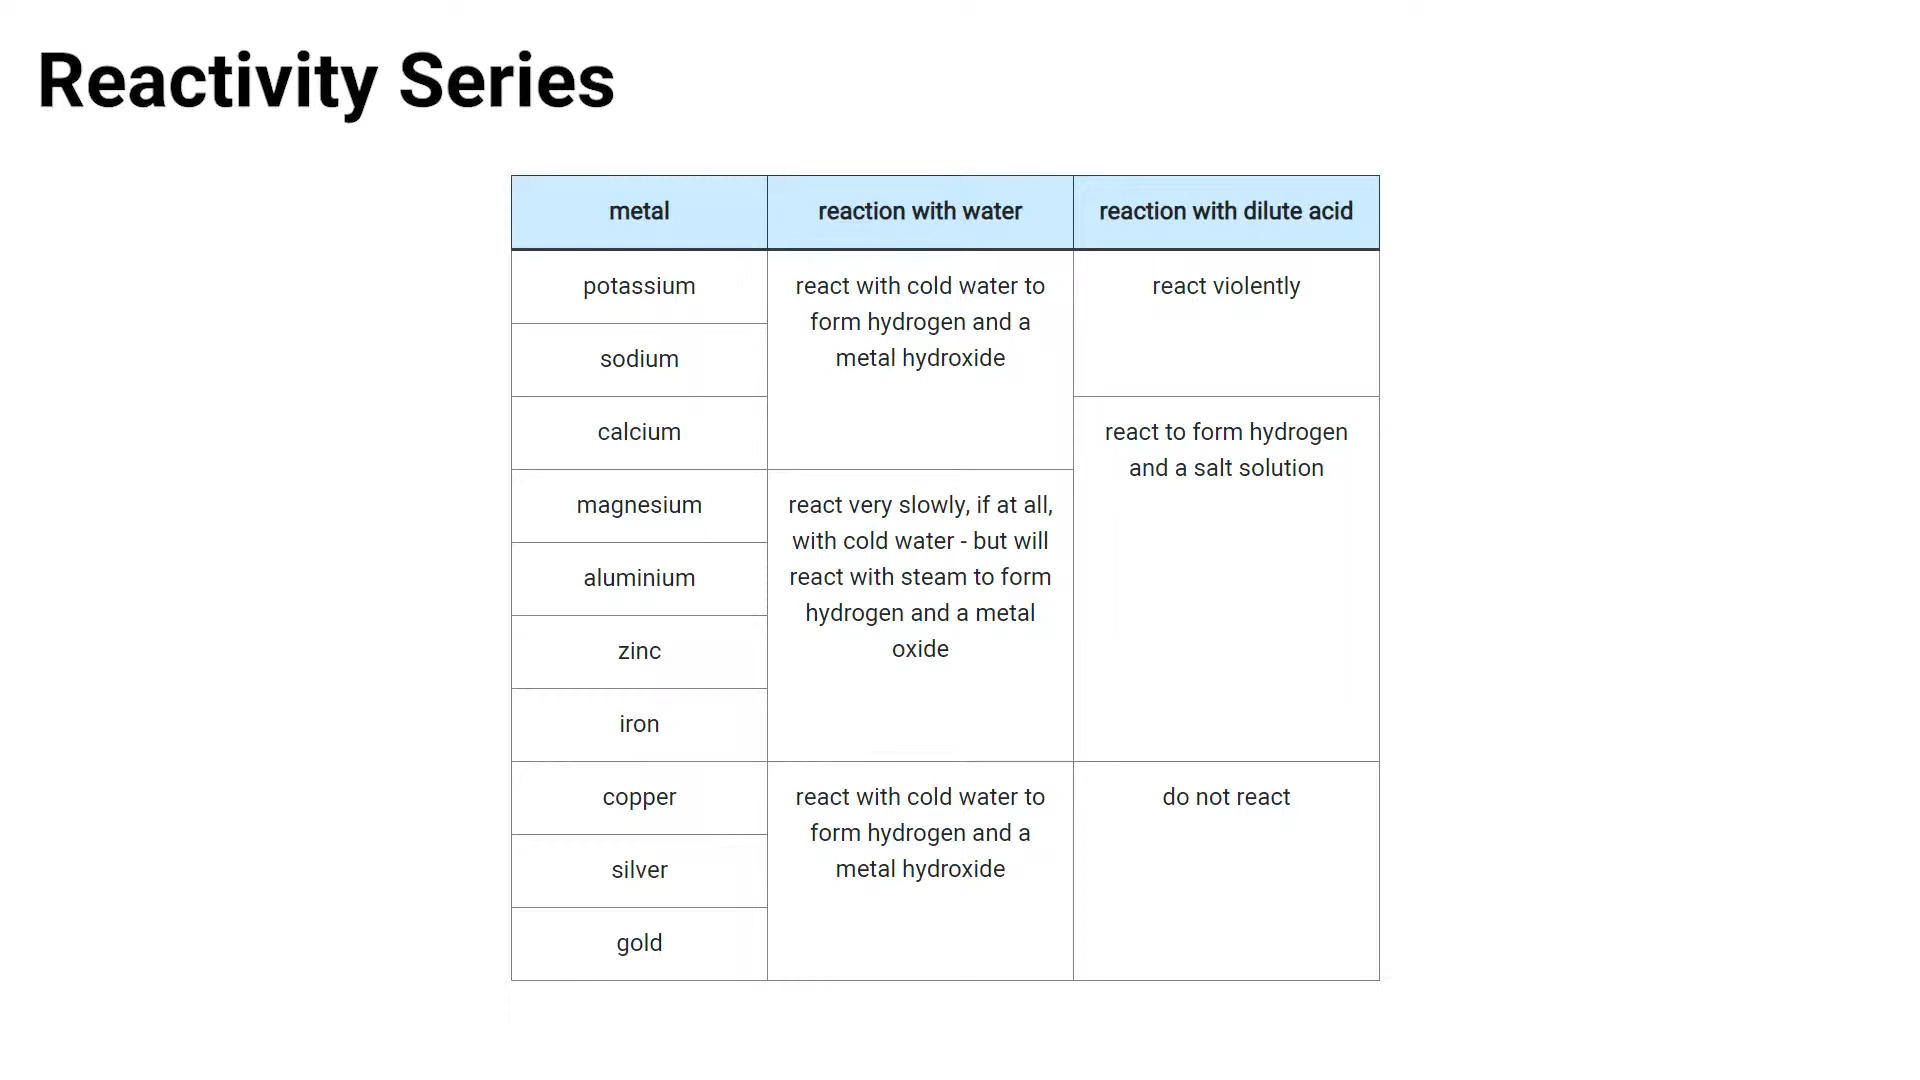 Reactivity Series
metal
reaction with water
reaction with dilute acid
potassium
react with cold water to
form hydrogen and a
metal hydroxide
react violently
sodium
calcium
react to form hydrogen
and a salt solution
magnesium
react very slowly, if at all,
with cold water - but will
react with steam to form
hydrogen and a metal
oxide
aluminium
zinc
iron
copper
react with cold water to
form hydrogen and a
metal hydroxide
do not react
silver
gold